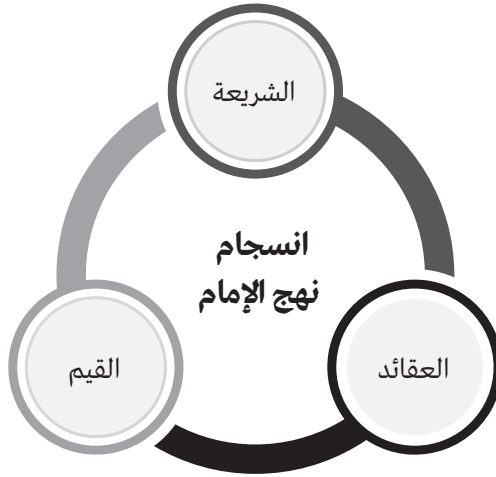 الشريعة
انسجام
نهج الإمام
العقائد
القيم